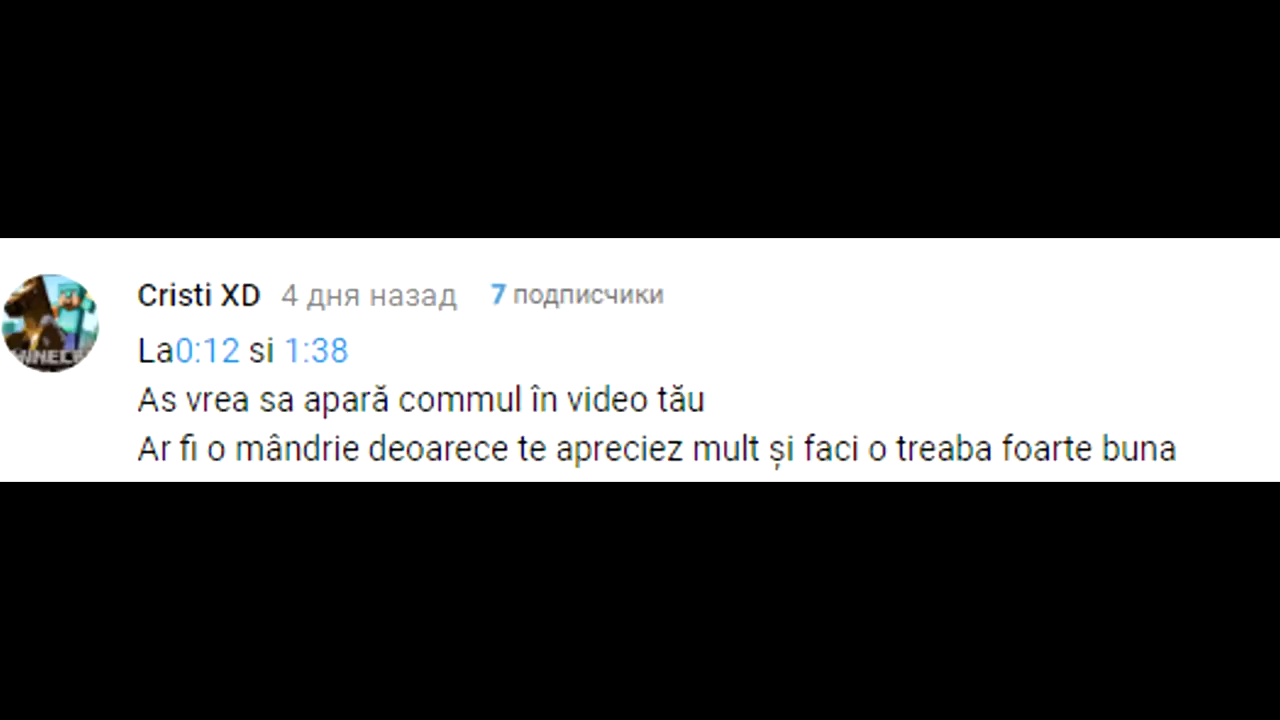 Cristi XD 4 дня назад 7 подписчики
La0:12 si 1:38
As vrea sa apară commul în video tău
Ar fi o mândrie deoarece te apreciez mult și faci o treaba foarte buna